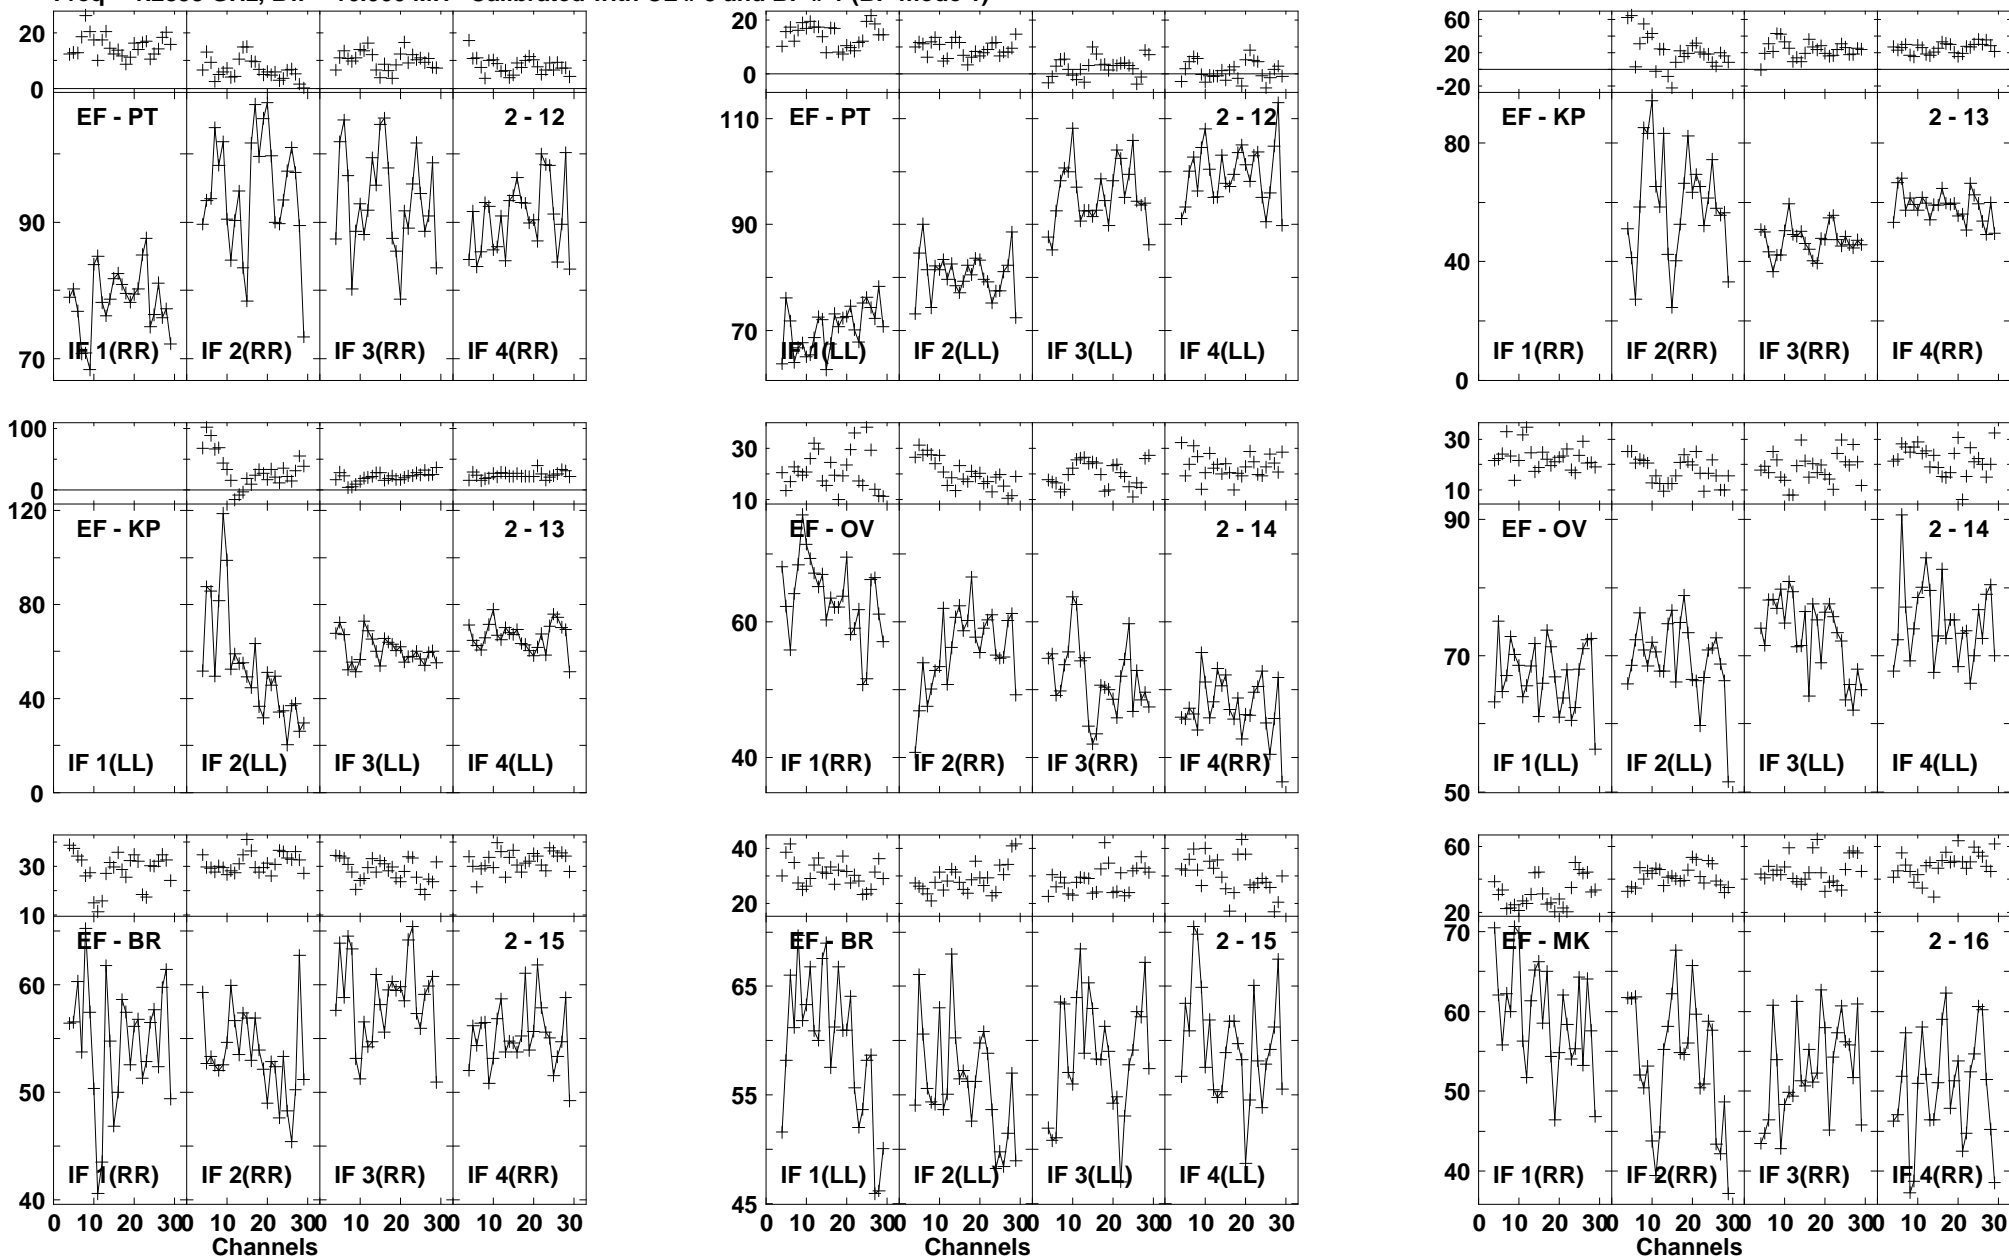 20
10
0
EF - PT
2 - 12
90
70
IF 1(RR)
IF 2(RR)
IF 3(RR)
IF 4(RR)
20
0
EF - PT
2 - 12
110
90
70
IF 1(LL)
IF 2(LL)
IF 3(LL)
IF 4(LL)
60
20
-20
EF - KP
2 - 13
80
40
0
IF 1(RR)
IF 2(RR)
IF 3(RR)
IF 4(RR)
100
50
0
EF - KP
2 - 13
120
80
40
0
IF 1(LL)
IF 2(LL)
IF 3(LL)
IF 4(LL)
30
10
EF - OV
2 - 14
60
40
IF 1(RR)
IF 2(RR)
IF 3(RR)
IF 4(RR)
30
10
EF - OV
2 - 14
90
70
50
IF 1(LL)
IF 2(LL)
IF 3(LL)
IF 4(LL)
30
10
EF - BR
2 - 15
60
50
40
IF 1(RR)
IF 2(RR)
IF 3(RR)
IF 4(RR)
0 10 20 30 0 10 20 30 0 10 20 30 0 10 20 30
Channels
40
20
EF - BR
2 - 15
65
55
45
IF 1(LL)
IF 2(LL)
IF 3(LL)
IF 4(LL)
0 10 20 30 0 10 20 30 0 10 20 30 0 10 20 30
Channels
60
20
EF - MK
2 - 16
70
60
50
40
IF 1(RR)
IF 2(RR)
IF 3(RR)
IF 4(RR)
0 10 20 30 0 10 20 30 0 10 20 30 0 10 20 30
Channels